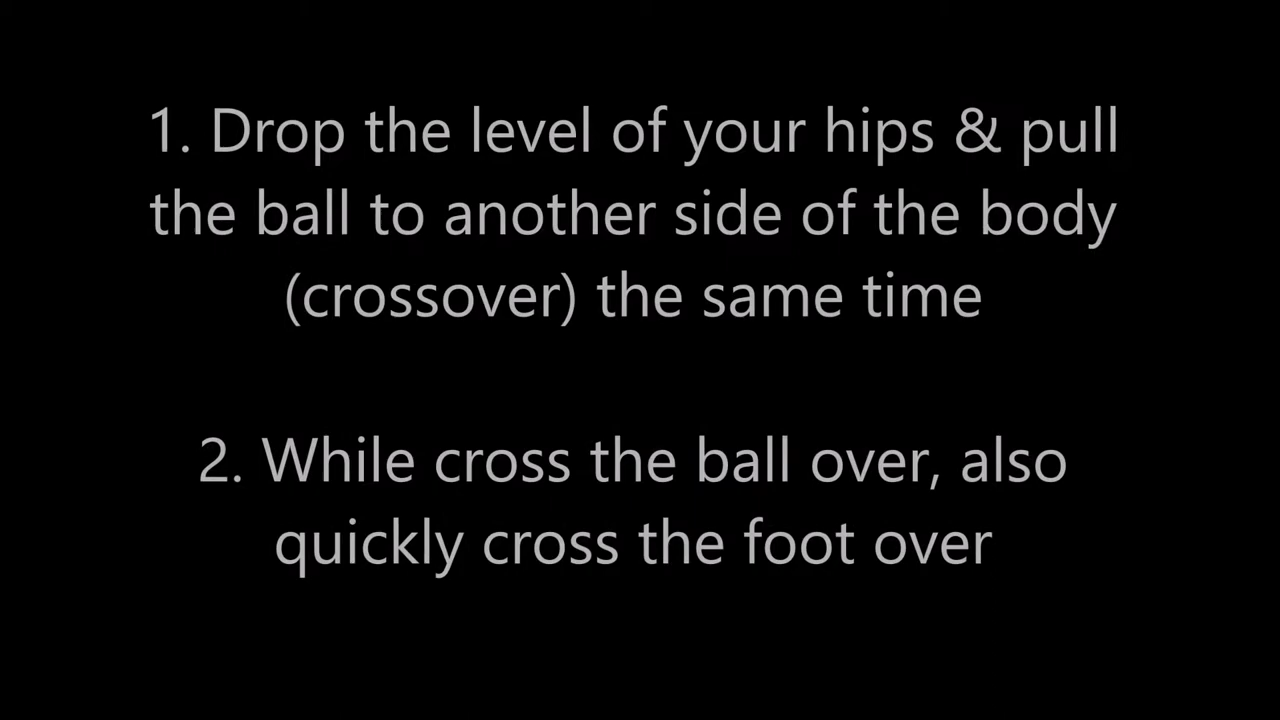 1. Drop the level of your hips & pull
the ball to another side of the body
(crossover) the same time
2. While cross the ball over, also
quickly cross the foot over